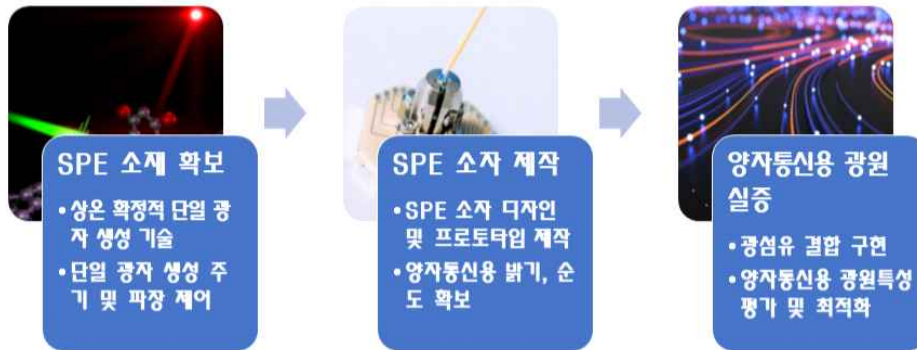 SPE 소재 확보
• 상온 확정적 단일 광
자 생성 기술
• 단일 광자 생성 주
기 및 파장 제어
SPE 소자 제작
• SPE 소자 디자인
및 프로토타입 제작
• 양자통신용 밝기, 순
도 확보
양자통신용 광원
실증
• 광섬유 결합 구현
• 양자통신용 광원특성
평가 및 최적화